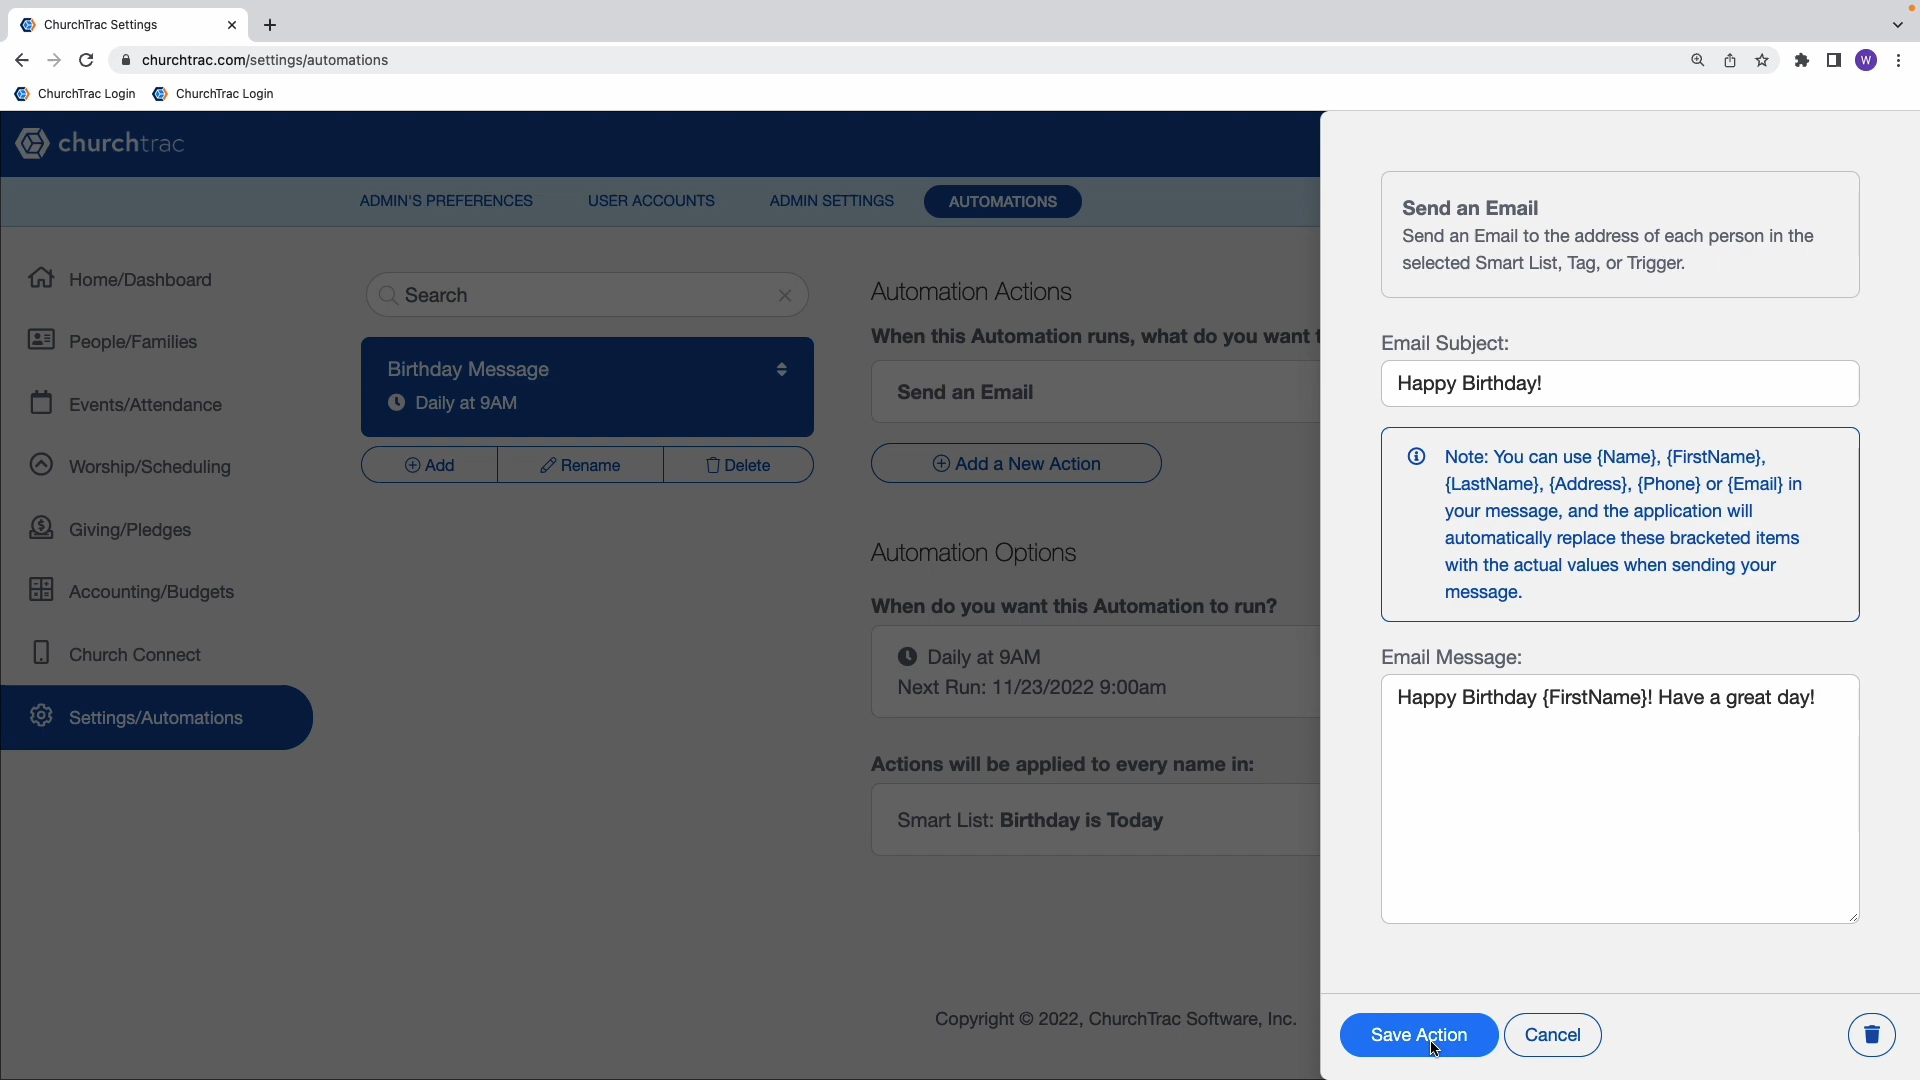 ChurchTrac Settings
churchtrac.com/settings/automations
W
ChurchTrac Login
ChurchTrac Login
churchtrac
ADMIN'S PREFERENCES
USER ACCOUNTS
ADMIN SETTINGS
AUTOMATIONS
Home/Dashboard
People/Families
Events/Attendance
Worship/Scheduling
Giving/Pledges
Accounting/Budgets
Church Connect
Settings/Automations
Search
Birthday Message
Daily at 9AM
Add
Rename
Delete
Automation Actions
When this Automation runs, what do you want t
Send an Email
Add a New Action
Automation Options
When do you want this Automation to run?
Daily at 9AM
Next Run: 11/23/2022 9:00am
Actions will be applied to every name in:
Smart List: Birthday is Today
Copyright © 2022, ChurchTrac Software, Inc.
Send an Email
Send an Email to the address of each person in the
selected Smart List, Tag, or Trigger.
Email Subject:
Happy Birthday!
Note: You can use {Name}, {FirstName},
{LastName}, {Address}, {Phone} or {Email} in
your message, and the application will
automatically replace these bracketed items
with the actual values when sending your
message.
Email Message:
Happy Birthday {FirstName}! Have a great day!
Save Action
Cancel